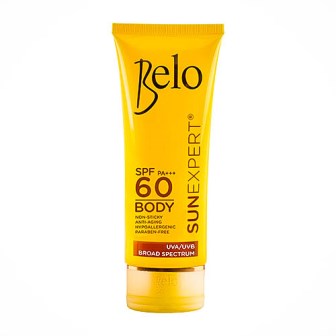 Belo
SUNEXPERT®
SPF PA+++
60
BODY
NON-STICKY
ANTI-AGING
HYPOALLERGENIC
PARABEN-FREE
UVA/UVB
BROAD SPECTRUM